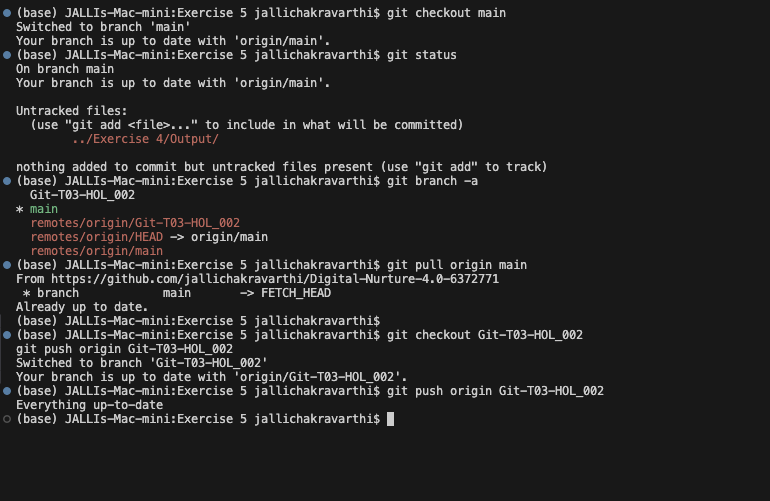 (base) JALLIs-Mac-mini:Exercise 5 jallichakravarthi$ git checkout main
Switched to branch 'main'
Your branch is up to date with 'origin/main'.
(base) JALLIs-Mac-mini:Exercise 5 jallichakravarthi$ git status
On branch main
Your branch is up to date with 'origin/main'.
Untracked files:
(use "git add <file>..." to include in what will be committed)
../Exercise 4/Output/
nothing added to commit but untracked files present (use "git add" to track)
(base) JALLIs-Mac-mini:Exercise 5 jallichakravarthi$ git branch -a
Git-T03-HOL_002
* main
remotes/origin/Git-T03-HOL_002
remotes/origin/HEAD -> origin/main
remotes/origin/main
(base) JALLIs-Mac-mini:Exercise 5 jallichakravarthi$ git pull origin main
From https://github.com/jallichakravarthi/Digital-Nurture-4.0-6372771
* branch main -> FETCH_HEAD
Already up to date.
(base) JALLIs-Mac-mini:Exercise 5 jallichakravarthi$
(base) JALLIs-Mac-mini:Exercise 5 jallichakravarthi$ git checkout Git-T03-HOL_002
git push origin Git-T03-HOL_002
Switched to branch 'Git-T03-HOL_002'
Your branch is up to date with 'origin/Git-T03-HOL_002'.
(base) JALLIs-Mac-mini:Exercise 5 jallichakravarthi$ git push origin Git-T03-HOL_002
Everything up-to-date
(base) JALLIs-Mac-mini:Exercise 5 jallichakravarthi$